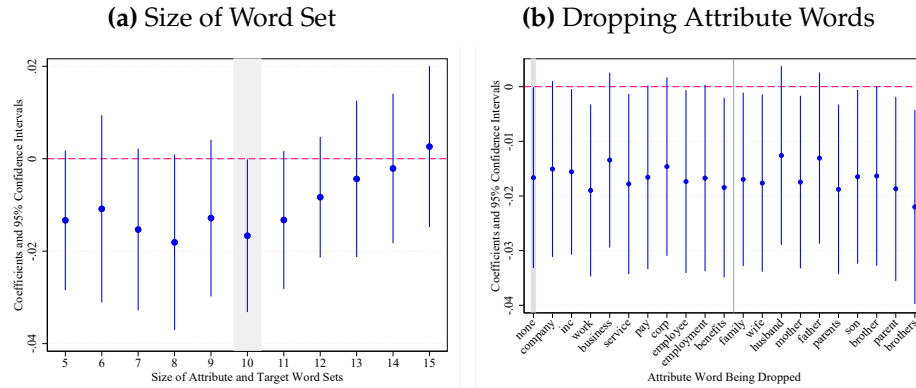 (a) Size of Word Set
Coefficients and 95% Confidence Intervals
.02
0
-.02
-.04
5 6 7 8 9 10 11 12 13 14 15
Size of Attribute and Target Word Sets
(b) Dropping Attribute Words
Coefficients and 95% Confidence Intervals
0
-.01
-.02
-.03
-.04
none company inc work business service pay corp employee employment benefits family wife husband mother father parents son brother parent brothers
Attribute Word Being Dropped